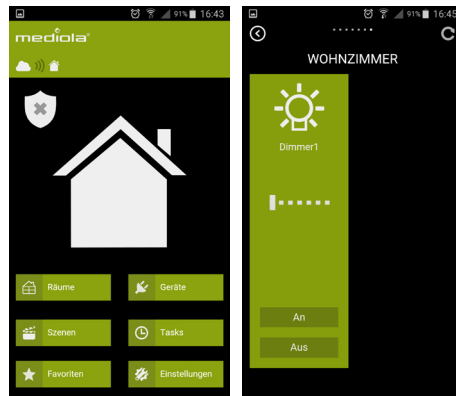 91% 16:43
mediola®
Räume
Geräte
Szenen
Tasks
Favoriten
Einstellungen
91% 16:45
WOHNZIMMER
Dimmer1
An
Aus